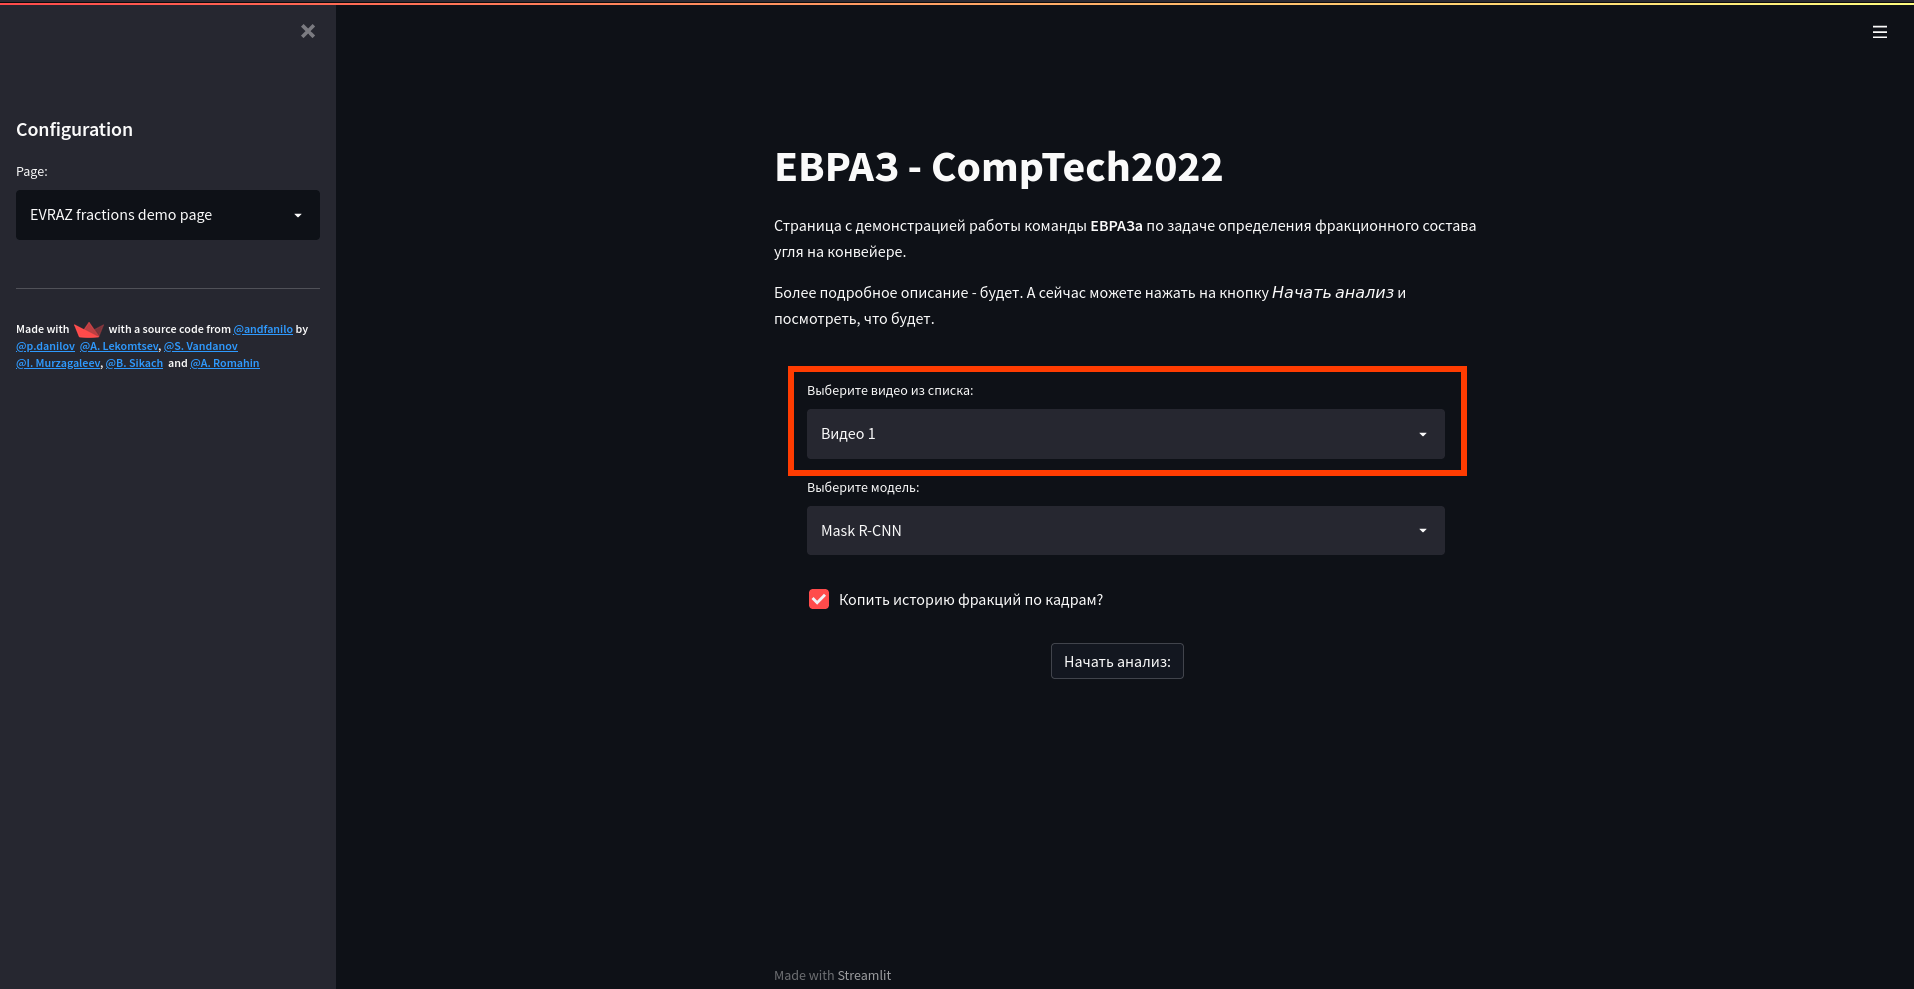 Configuration
Page:
EVRAZ fractions demo page
Made with with a source code from @andfanilo by
@p.danilov @A. Lekomtsev, @S. Vandanov
@I. Murzagaleev, @B. Sikach and @A. Romahin
ЕВРАЗ - CompTech2022
Страница с демонстрацией работы команды ЕВРАЗа по задаче определения фракционного состава
угля на конвейере.
Более подробное описание - будет. А сейчас можете нажать на кнопку Начать анализ и
посмотреть, что будет.
Выберите видео из списка:
Видео 1
Выберите модель:
Mask R-CNN
Копить историю фракций по кадрам?
Начать анализ:
Made with Streamlit